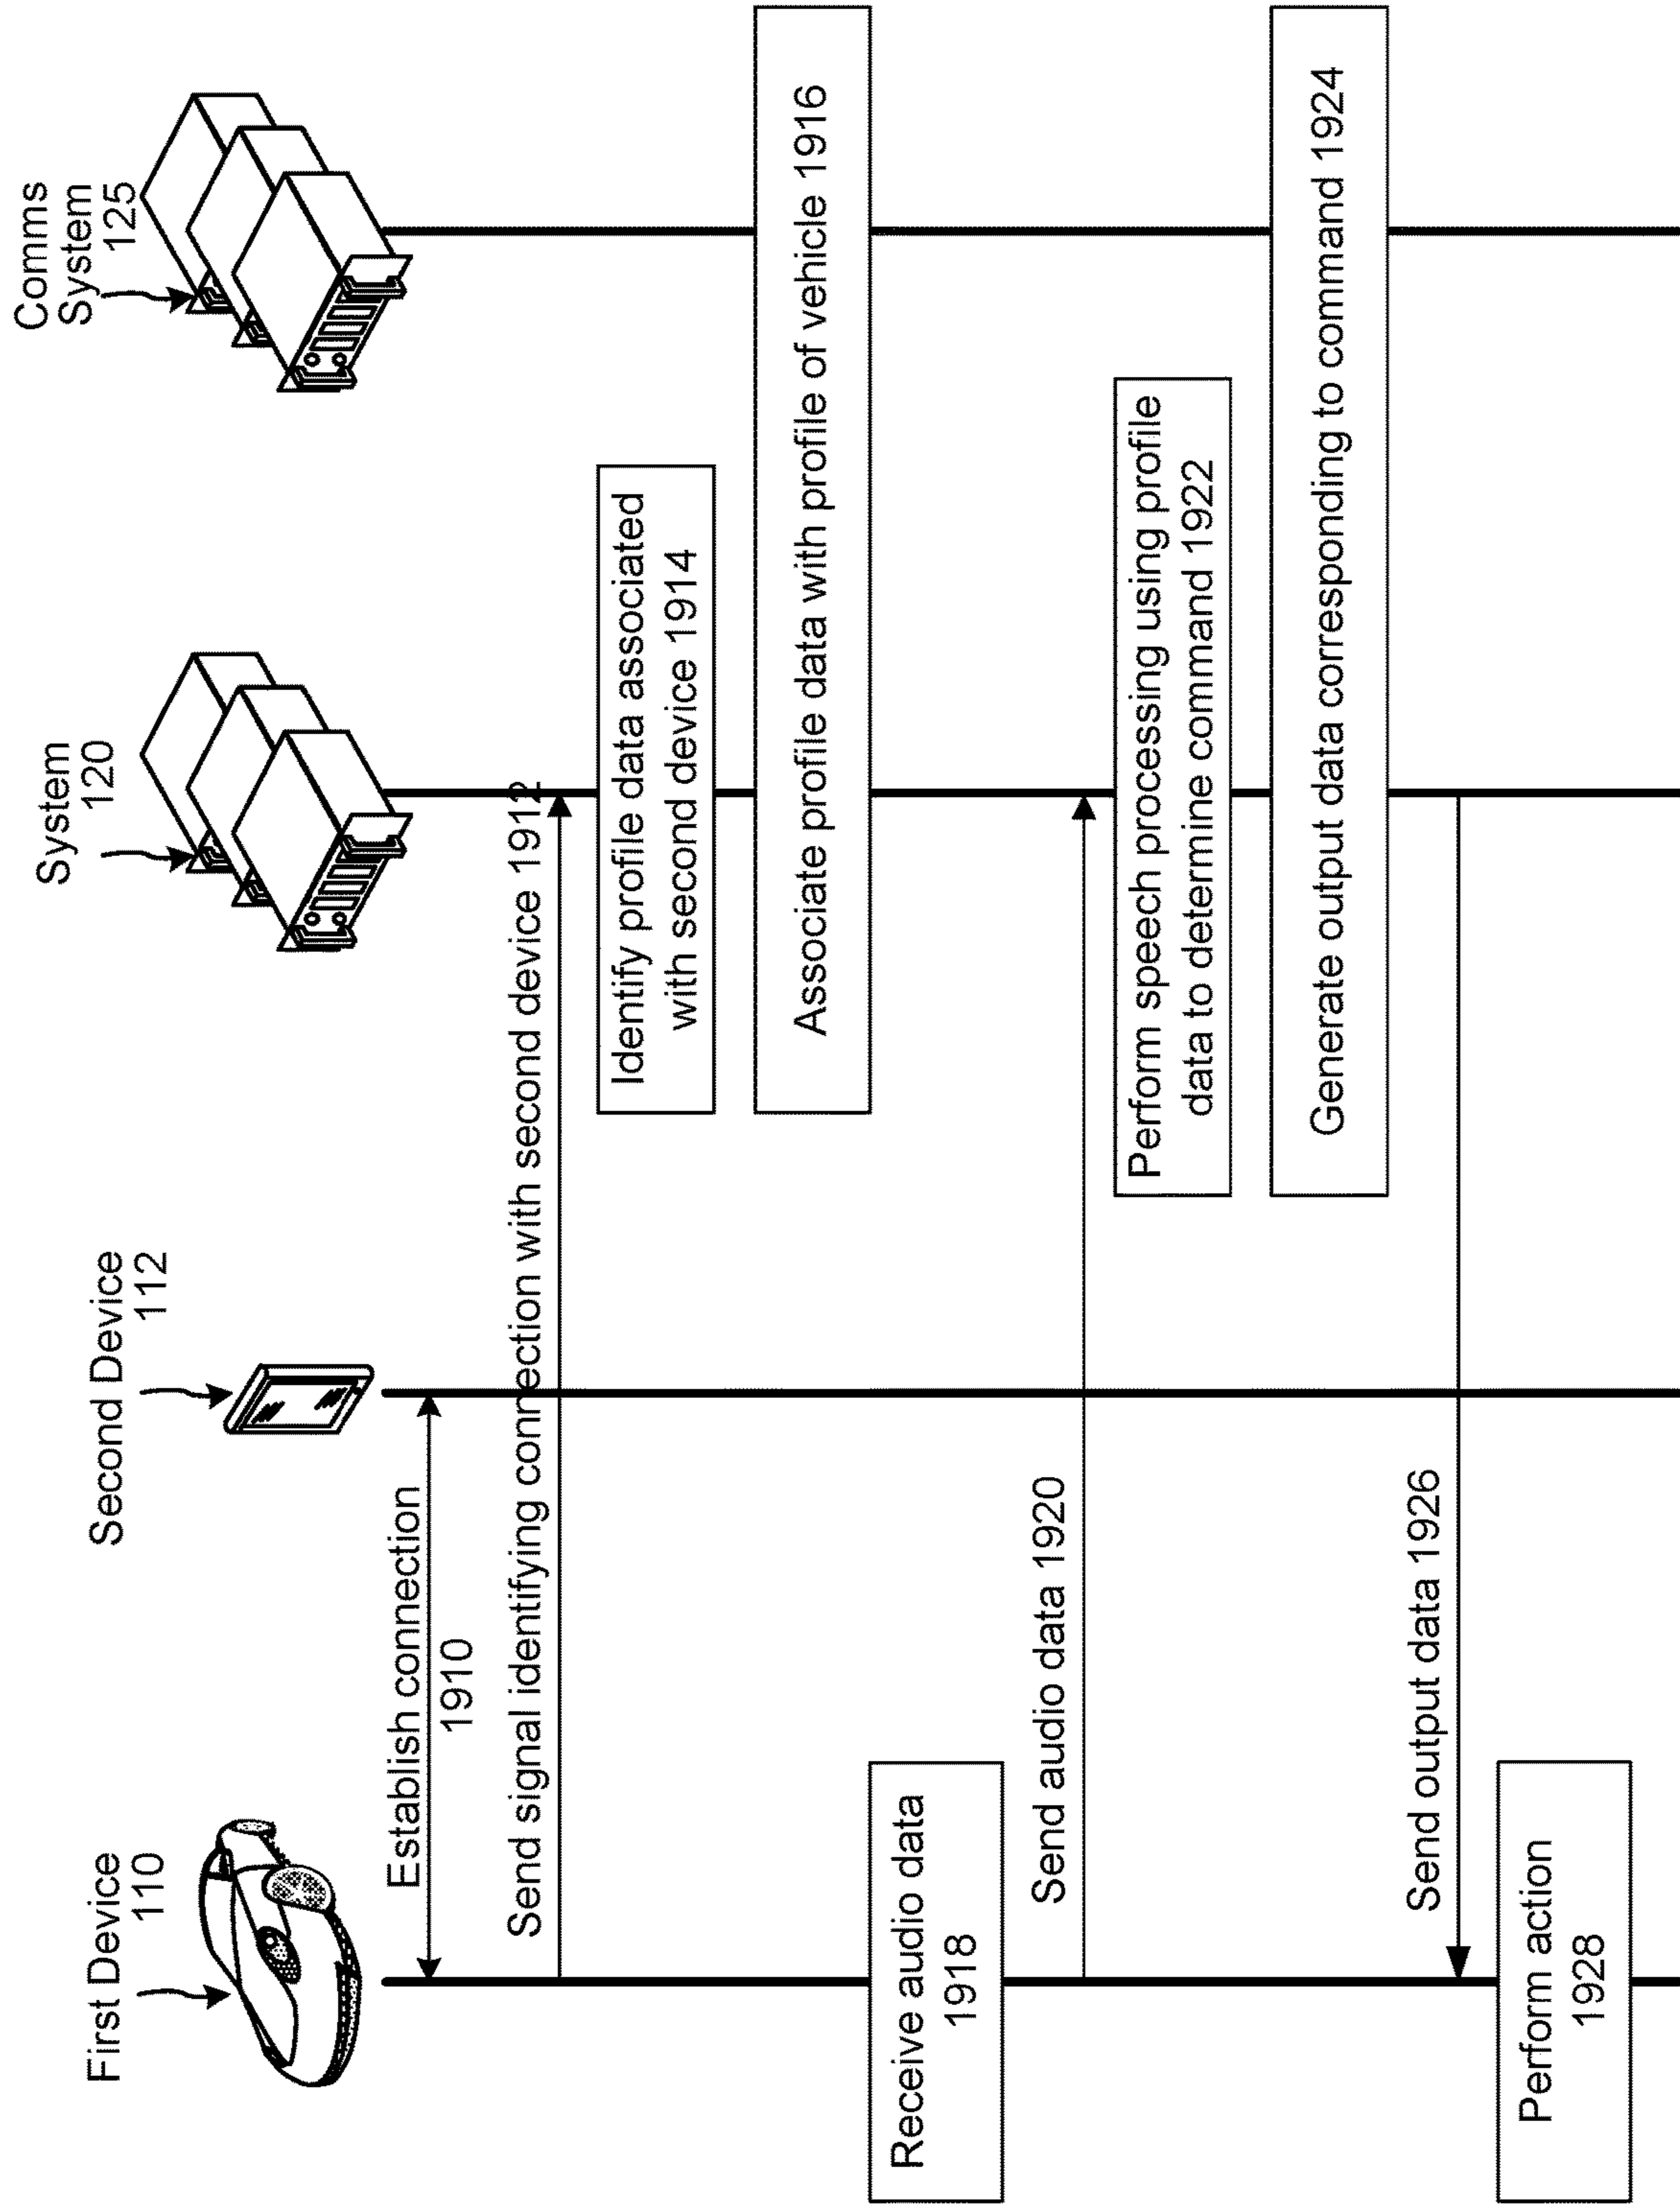 First Device
110
Second Device
112
System
120
Comms
System
125
Establish connection
1910
Send signal identifying connection with second device 1912
Identify profile data associated
with second device 1914
Associate profile data with profile of vehicle 1916
Receive audio data
1918
Send audio data 1920
Perform speech processing using profile
data to determine command 1922
Generate output data corresponding to command 1924
Send output data 1926
Perform action
1928